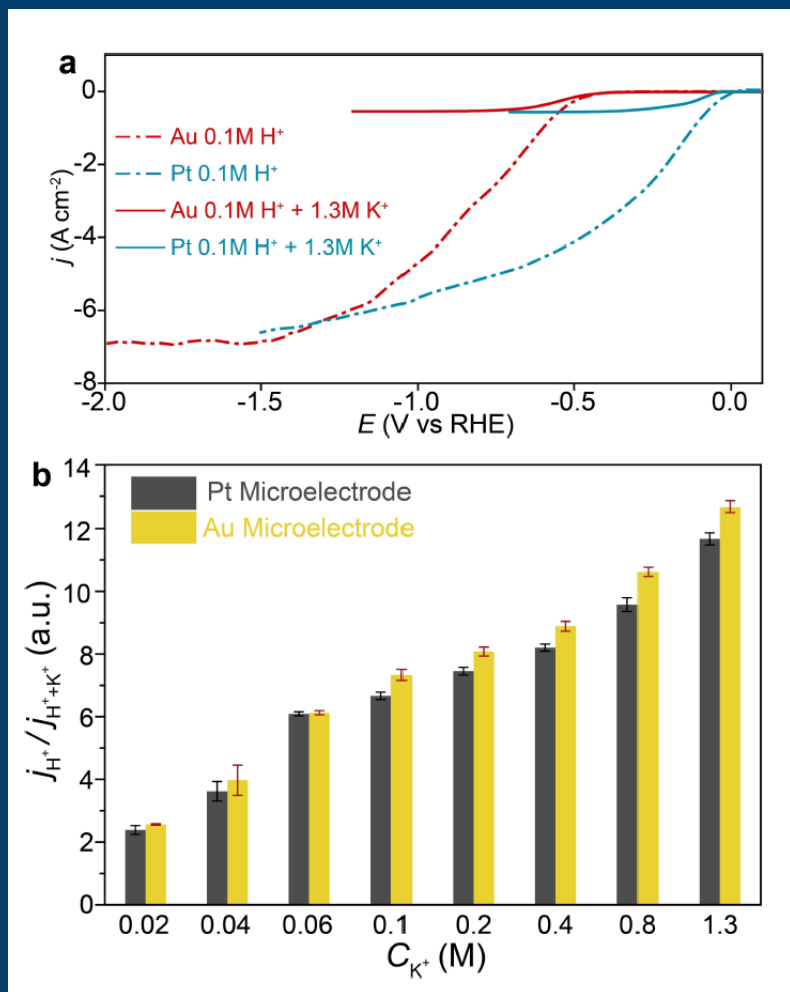 a
0
-2
-4
-6
-8
j (A cm⁻²)
Au 0.1M H⁺
Pt 0.1M H⁺
Au 0.1M H⁺ + 1.3M K⁺
Pt 0.1M H⁺ + 1.3M K⁺
-2.0 -1.5 -1.0 -0.5 0.0
E (V vs RHE)
b
14
12
10
8
6
4
2
0
j_H⁺/j_H⁺+K⁺ (a.u.)
Pt Microelectrode
Au Microelectrode
0.02 0.04 0.06 0.1 0.2 0.4 0.8 1.3
C_K⁺ (M)